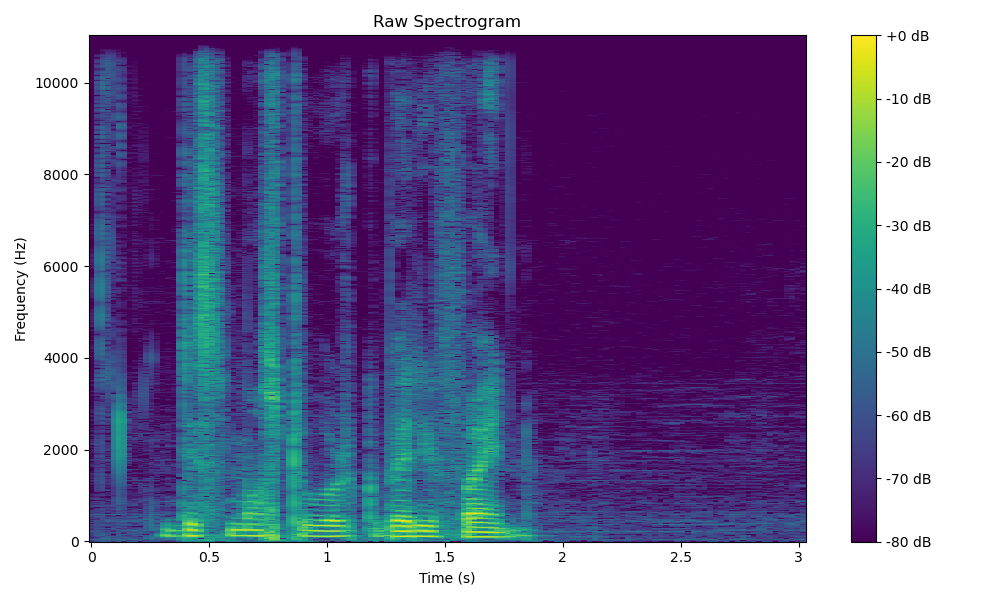 Raw Spectrogram
Frequency (Hz)
10000
8000
6000
4000
2000
0
0 0.5 1 1.5 2 2.5 3
Time (s)
+0 dB
-10 dB
-20 dB
-30 dB
-40 dB
-50 dB
-60 dB
-70 dB
-80 dB